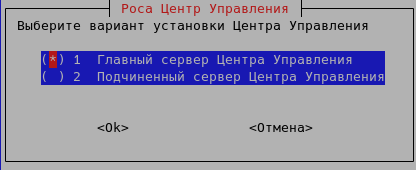 Роса Центр Управления
Выберите вариант установки Центра Управления
(*) 1  Главный сервер Центра Управления
( ) 2  Подчиненный сервер Центра Управления
<Ok> <Отмена>